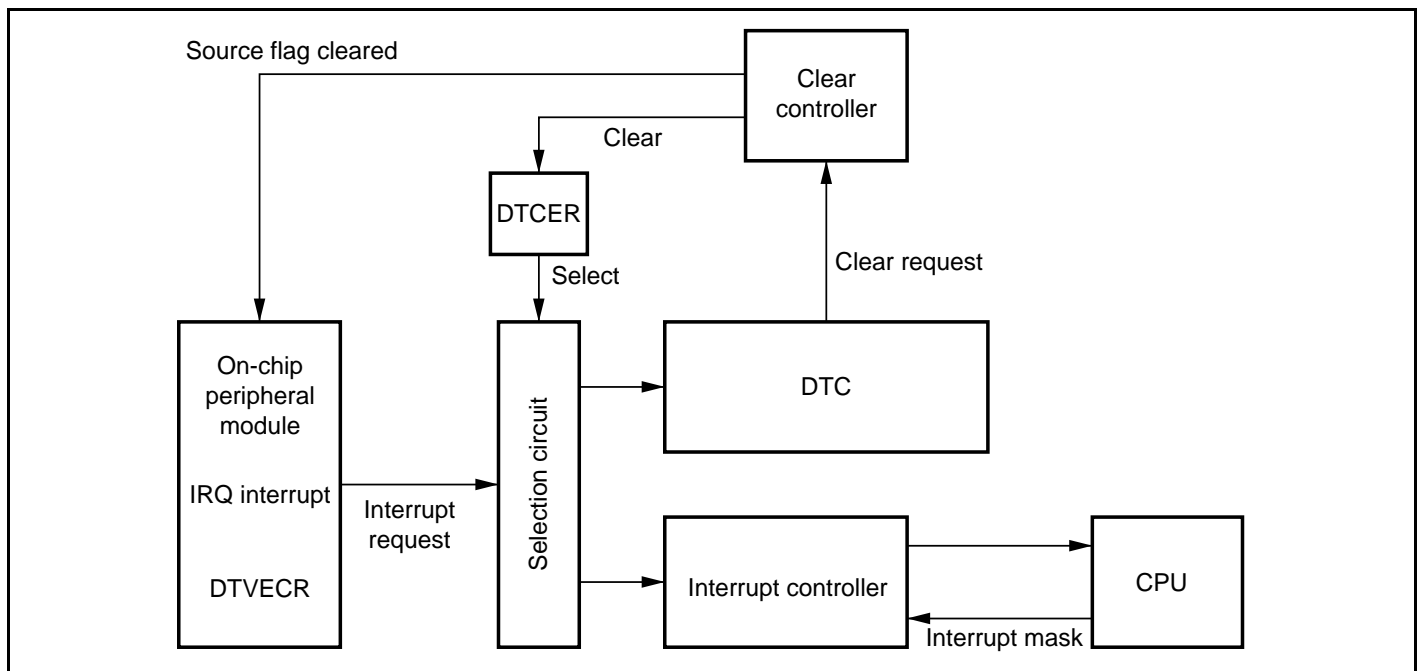 Source flag cleared
Clear
controller
Clear
DTCER
Select
Clear request
On-chip
peripheral
module
IRQ interrupt
DTVECR
Interrupt
request
Selection circuit
DTC
Interrupt controller
CPU
Interrupt mask